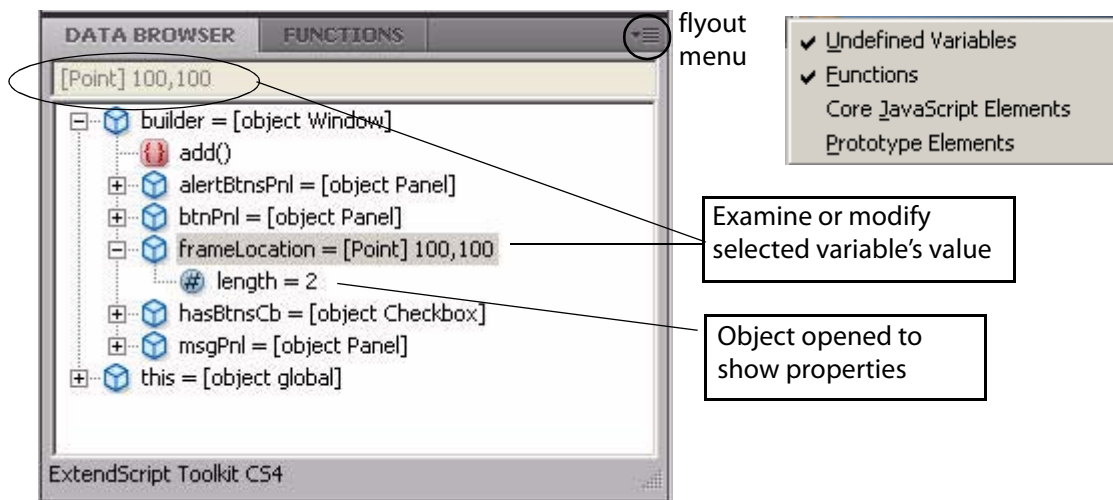 DATA BROWSER
FUNCTIONS
flyout
menu
[Point] 100,100
builder = [object Window]
add()
alertBtnsPnl = [object Panel]
btnPnl = [object Panel]
frameLocation = [Point] 100,100
length = 2
hasBtnsCb = [object Checkbox]
msgPnl = [object Panel]
this = [object global]
ExtendScript Toolkit CS4
Undefined Variables
Functions
Core JavaScript Elements
Prototype Elements
Examine or modify
selected variable’s value
Object opened to
show properties